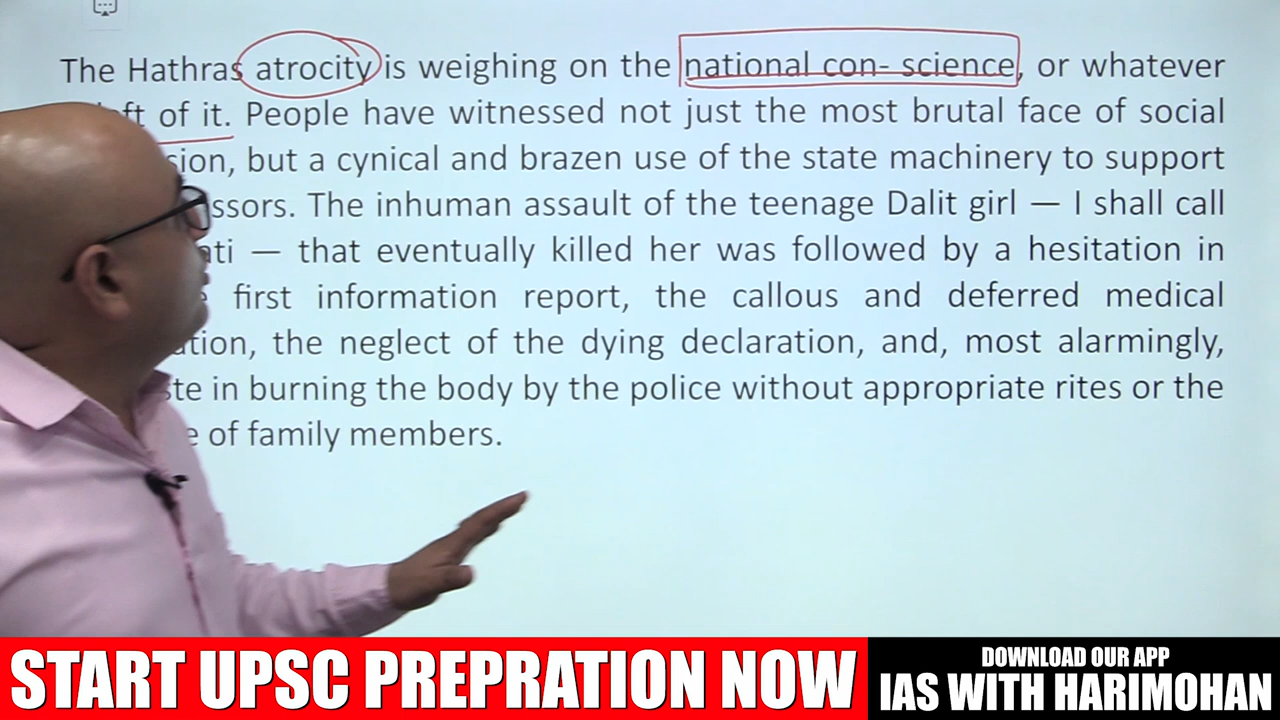 The Hathras atrocity is weighing on the national con- science, or whatever
of it. People have witnessed not just the most brutal face of social
but a cynical and brazen use of the state machinery to support
The inhuman assault of the teenage Dalit girl — I shall call
— that eventually killed her was followed by a hesitation in
first information report, the callous and deferred medical
the neglect of the dying declaration, and, most alarmingly,
in burning the body by the police without appropriate rites or the
of family members.
START UPSC PREPRATION NOW
DOWNLOAD OUR APP
IAS WITH HARIMOHAN